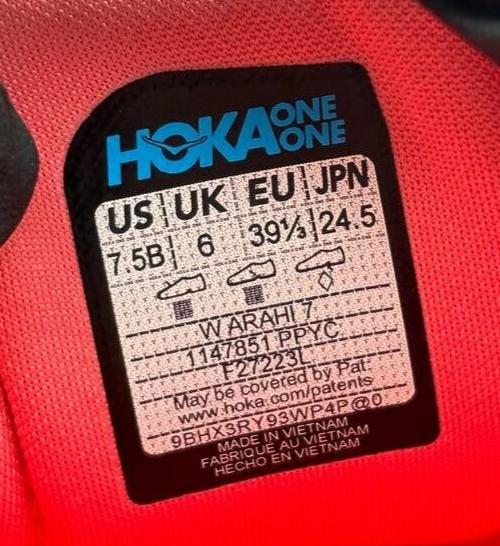 HOKA ONE ONE
US UK EU JPN
7.5B 6 39⅓ 24.5
W ARAHI 7
1147851 PPYC
F27223L
May be covered by Pat
www.hoka.com/patents
9BHX3RY93WP4P@0
MADE IN VIETNAM
FABRIQUÉ AU VIETNAM
HECHO EN VIETNAM